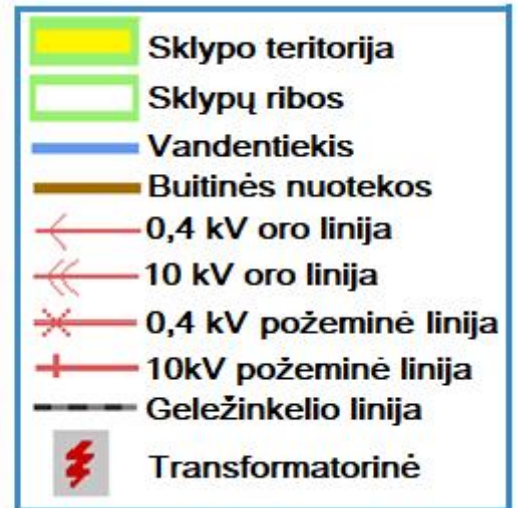 Sklypo teritorija
Sklypų ribos
Vandentiekis
Buitinės nuotekos
0,4 kV oro linija
10 kV oro linija
0,4 kV požeminė linija
10kV požeminė linija
Geležinkelio linija
Transformatorinė